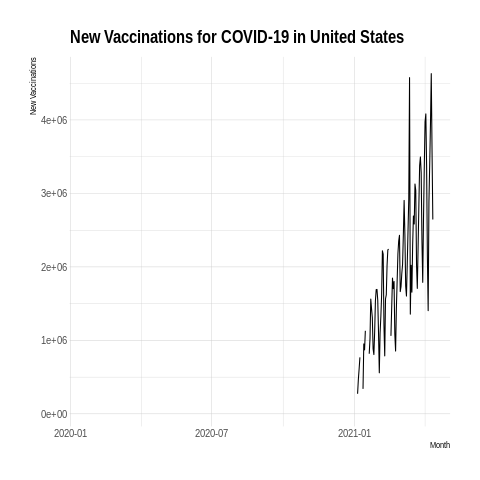 New Vaccinations for COVID-19 in United States
New Vaccinations
4e+06
3e+06
2e+06
1e+06
0e+00
2020-01 2020-07 2021-01
Month